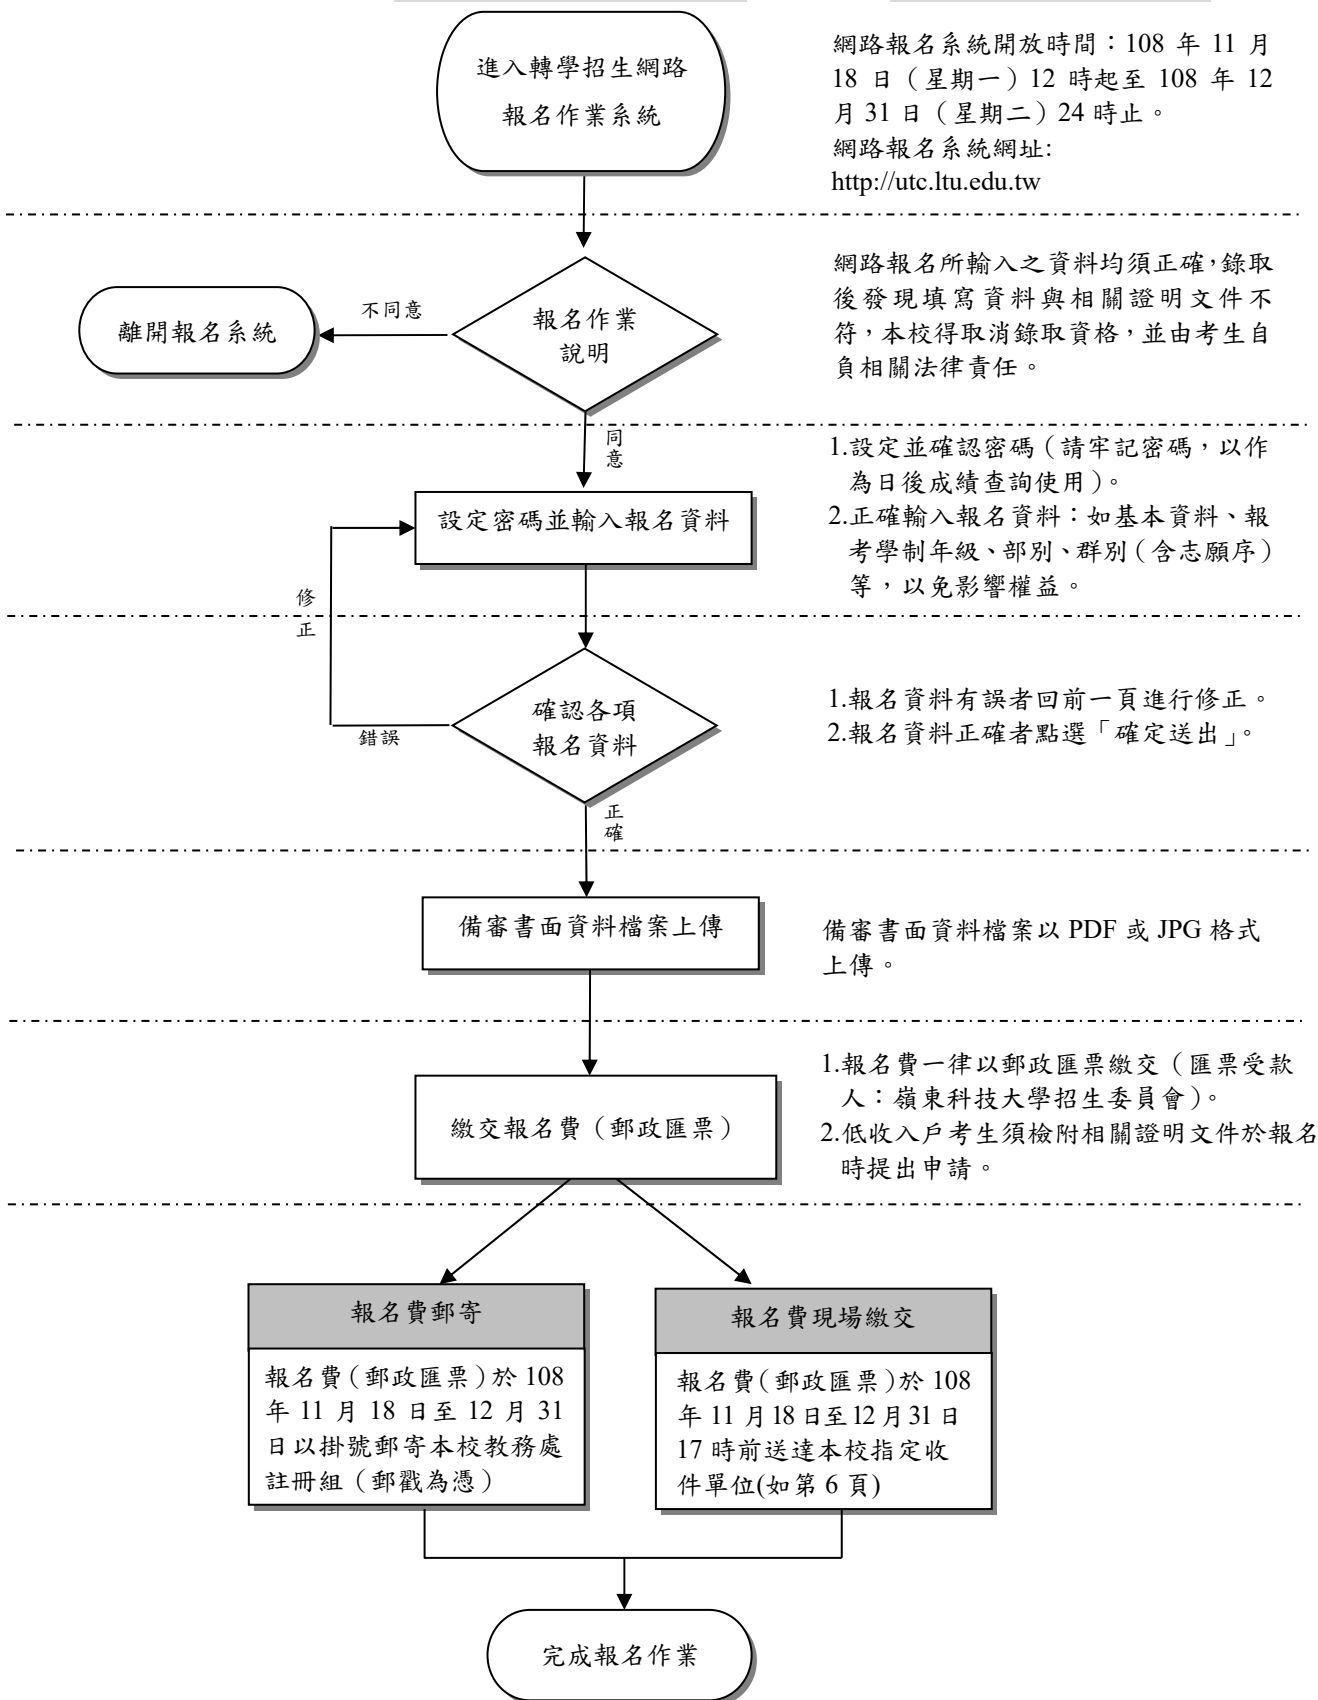 進入轉學招生網路
報名作業系統
網路報名系統開放時間：108 年 11 月
18 日（星期一）12 時起至 108 年 12
月 31 日（星期二）24 時止。
網路報名系統網址:
http://utc.ltu.edu.tw
離開報名系統
不同意
報名作業
說明
網路報名所輸入之資料均須正確，錄取
後發現填寫資料與相關證明文件不
符，本校得取消錄取資格，並由考生自
負相關法律責任。
同
意
設定密碼並輸入報名資料
1.設定並確認密碼（請牢記密碼，以作
為日後成績查詢使用）。
2.正確輸入報名資料：如基本資料、報
考學制年級、部別、群別（含志願序）
等，以免影響權益。
修
正
確認各項
報名資料
錯誤
1.報名資料有誤者回前一頁進行修正。
2.報名資料正確者點選「確定送出」。
正
確
備審書面資料檔案上傳
備審書面資料檔案以 PDF 或 JPG 格式
上傳。
繳交報名費（郵政匯票）
1.報名費一律以郵政匯票繳交（匯票受款
人：嶺東科技大學招生委員會）。
2.低收入戶考生須檢附相關證明文件於報名
時提出申請。
報名費郵寄
報名費（郵政匯票）於 108
年 11 月 18 日至 12 月 31
日以掛號郵寄本校教務處
註冊組（郵戳為憑）
報名費現場繳交
報名費（郵政匯票）於 108
年 11 月 18 日至 12 月 31 日
17 時前送達本校指定收
件單位(如第 6 頁)
完成報名作業